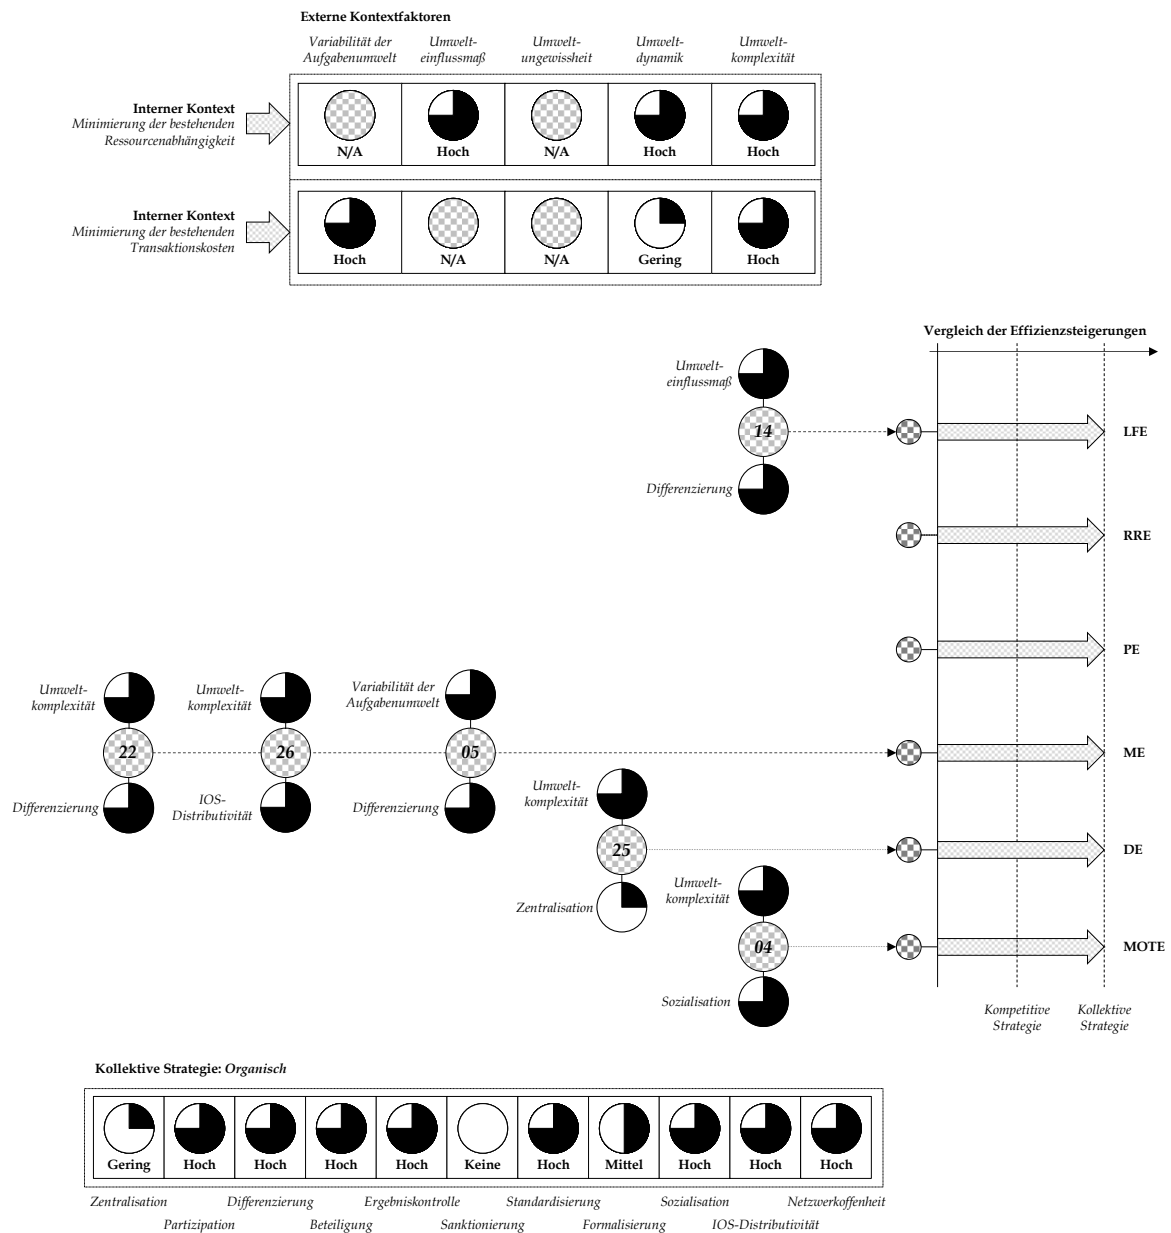 Externe Kontextfaktoren
Variabilität der
Aufgabenumwelt
Umwelt-
einflussmaß
Umwelt-
ungewissheit
Umwelt-
dynamik
Umwelt-
komplexität
Interner Kontext
Minimierung der bestehenden
Ressourcenabhängigkeit
N/A
Hoch
N/A
Hoch
Hoch
Interner Kontext
Minimierung der bestehenden
Transaktionskosten
Hoch
N/A
N/A
Gering
Hoch
Vergleich der Effizienzsteigerungen
Umwelt-
einflussmaß
14
LFE
Differenzierung
RRE
PE
Umwelt-
komplexität
Umwelt-
komplexität
Variabilität der
Aufgabenumwelt
22
26
05
ME
Differenzierung
IOS-
Distributivität
Differenzierung
Umwelt-
komplexität
25
DE
Zentralisation
Umwelt-
komplexität
04
MOTE
Sozialisation
Kompetitive
Strategie
Kollektive
Strategie
Kollektive Strategie: Organisch
Gering
Hoch
Hoch
Hoch
Hoch
Keine
Hoch
Mittel
Hoch
Hoch
Hoch
Zentralisation
Partizipation
Differenzierung
Beteiligung
Ergebniskontrolle
Sanktionierung
Standardisierung
Formalisierung
Sozialisation
IOS-Distributivität
Netzwerkoffenheit